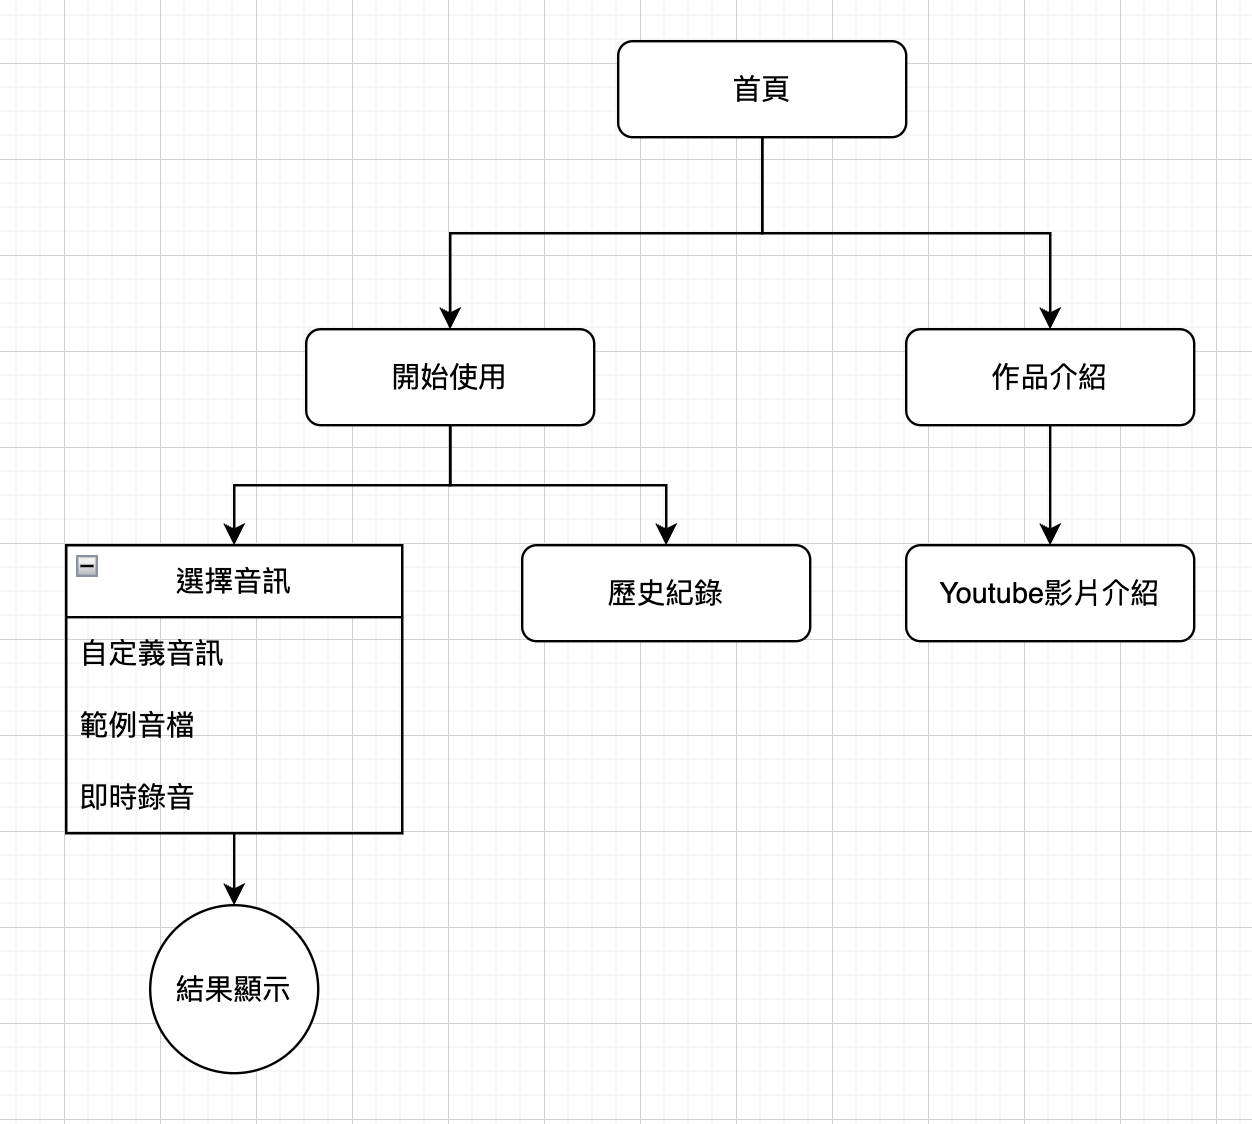 首頁
開始使用
作品介紹
選擇音訊
自定義音訊
範例音檔
即時錄音
歷史紀錄
Youtube影片介紹
結果顯示